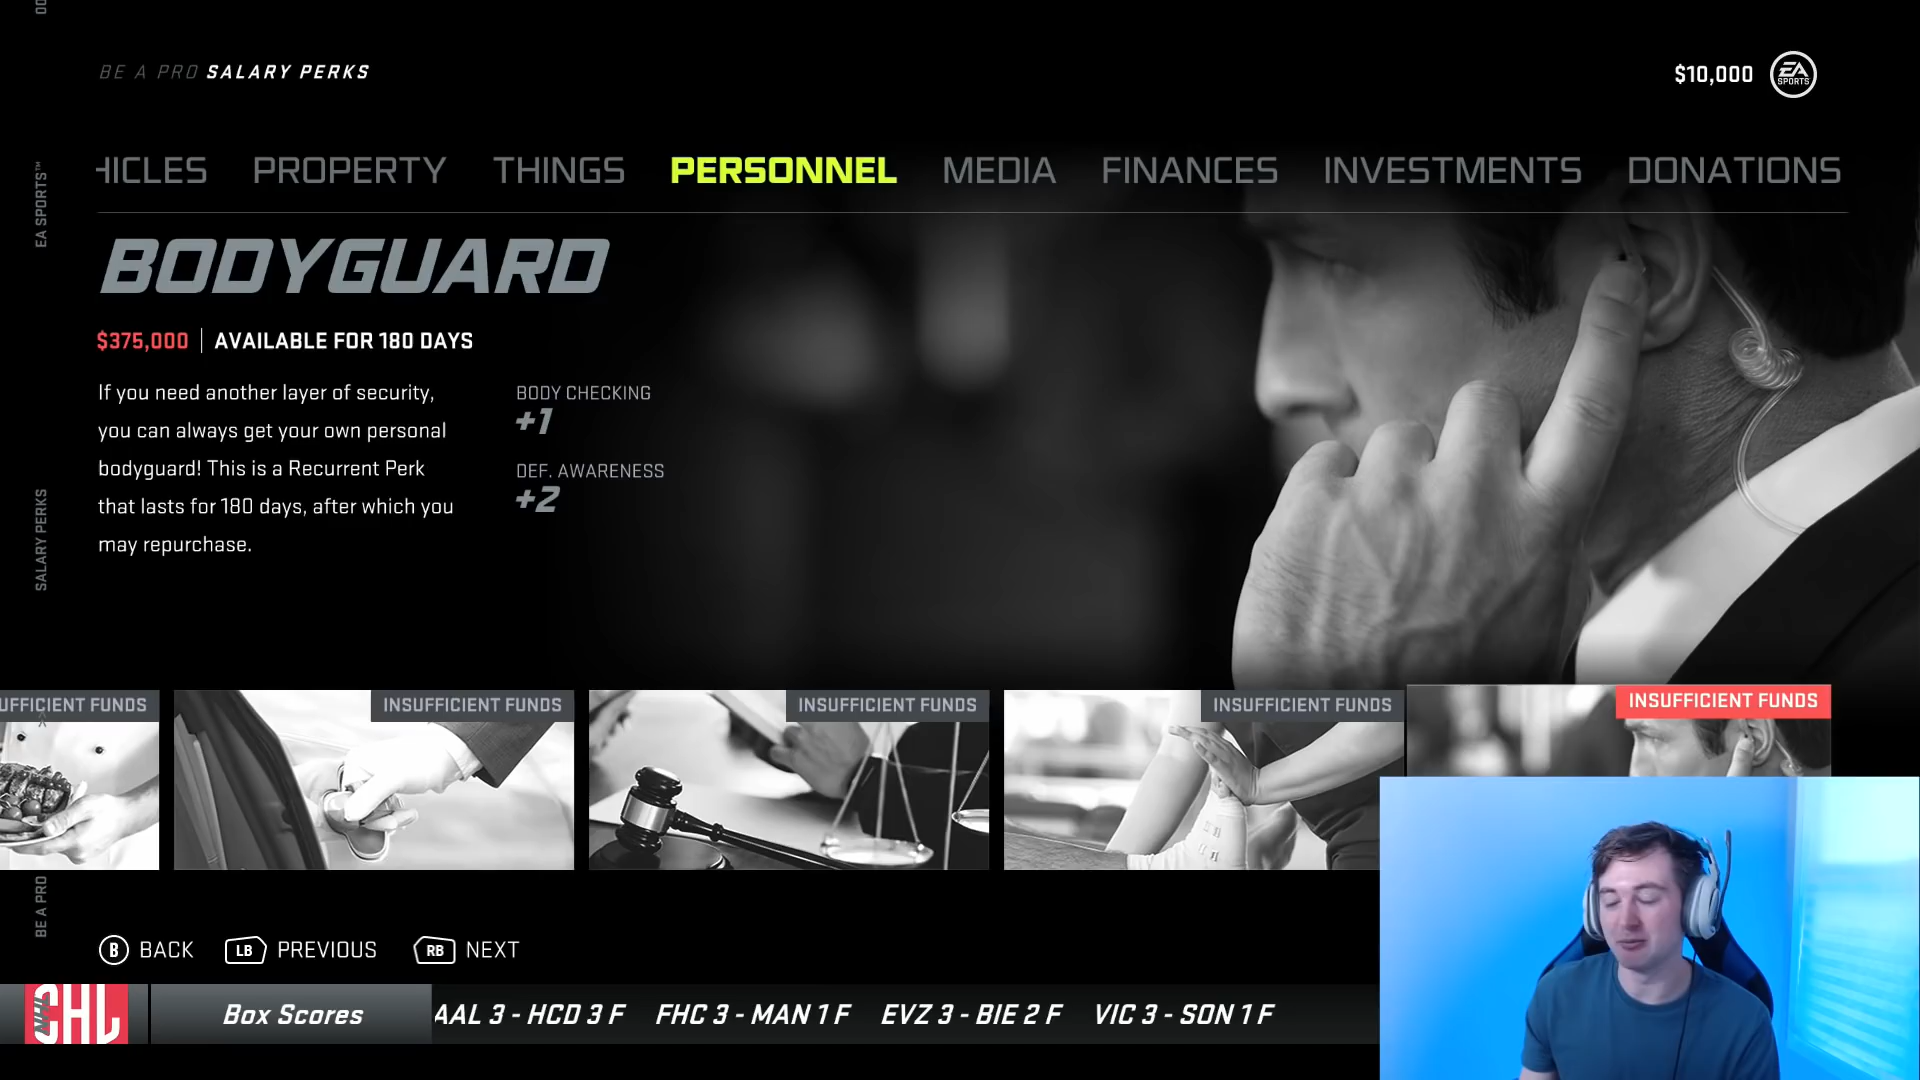 BE A PRO SALARY PERKS
$10,000
EA SPORTS
HICLES PROPERTY THINGS PERSONNEL MEDIA FINANCES INVESTMENTS DONATIONS
BODYGUARD
$375,000 | AVAILABLE FOR 180 DAYS
If you need another layer of security,
you can always get your own personal
bodyguard! This is a Recurrent Perk
that lasts for 180 days, after which you
may repurchase.
BODY CHECKING
+1
DEF. AWARENESS
+2
UFFICIENT FUNDS
INSUFFICIENT FUNDS
INSUFFICIENT FUNDS
INSUFFICIENT FUNDS
INSUFFICIENT FUNDS
B BACK LB PREVIOUS RB NEXT
CHL
Box Scores
AAL 3 - HCD 3 F FHC 3 - MAN 1 F EVZ 3 - BIE 2 F VIC 3 - SON 1 F
EA SPORTS™
SALARY PERKS
BE A PRO